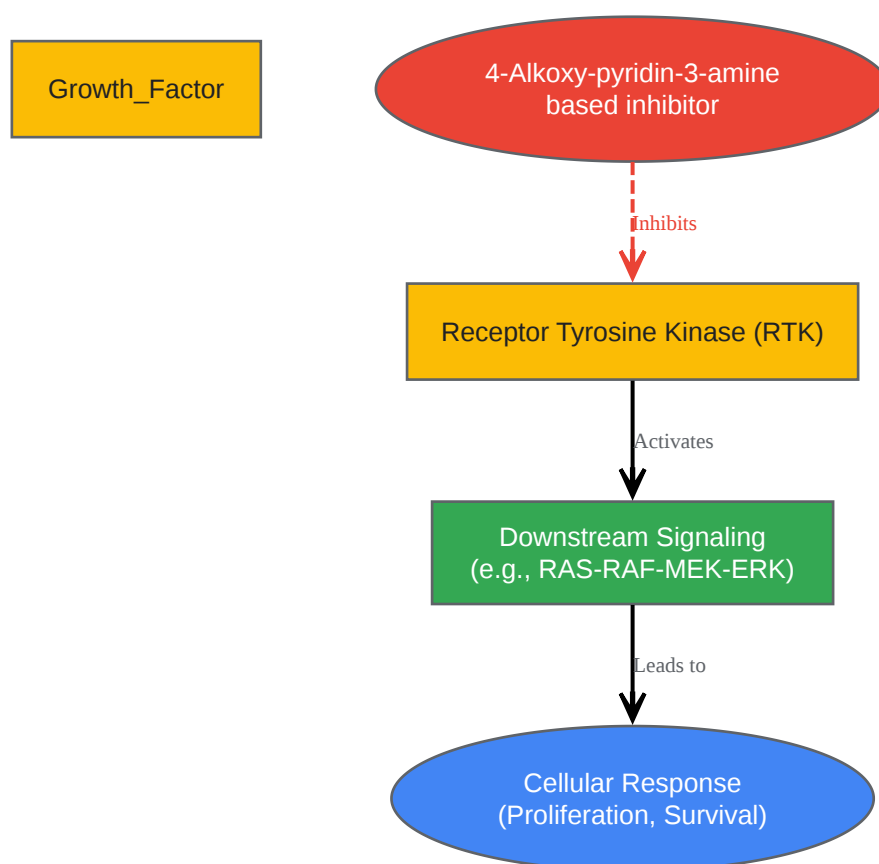 Growth_Factor
4-Alkoxy-pyridin-3-amine
based inhibitor
Inhibits
Receptor Tyrosine Kinase (RTK)
Activates
Downstream Signaling
(e.g., RAS-RAF-MEK-ERK)
Leads to
Cellular Response
(Proliferation, Survival)